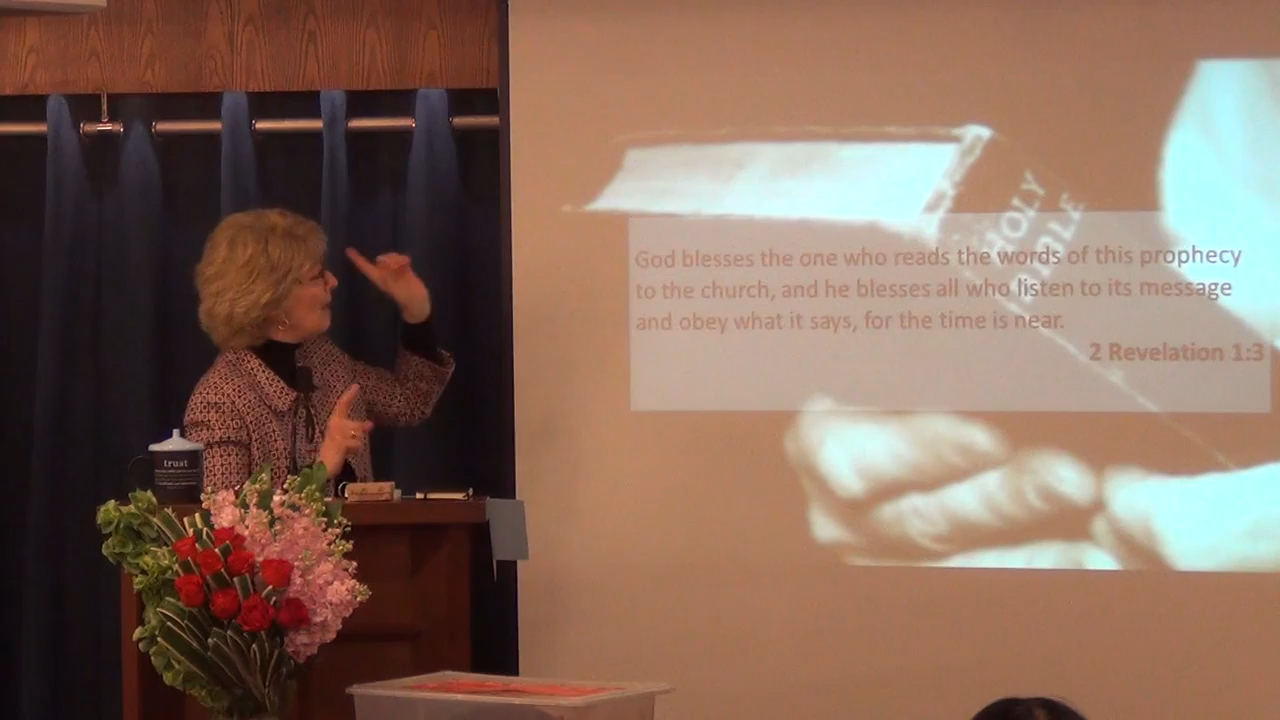 trust
HOLY
BIBLE
God blesses the one who reads the words of this prophecy
to the church, and he blesses all who listen to its message
and obey what it says, for the time is near.
2 Revelation 1:3